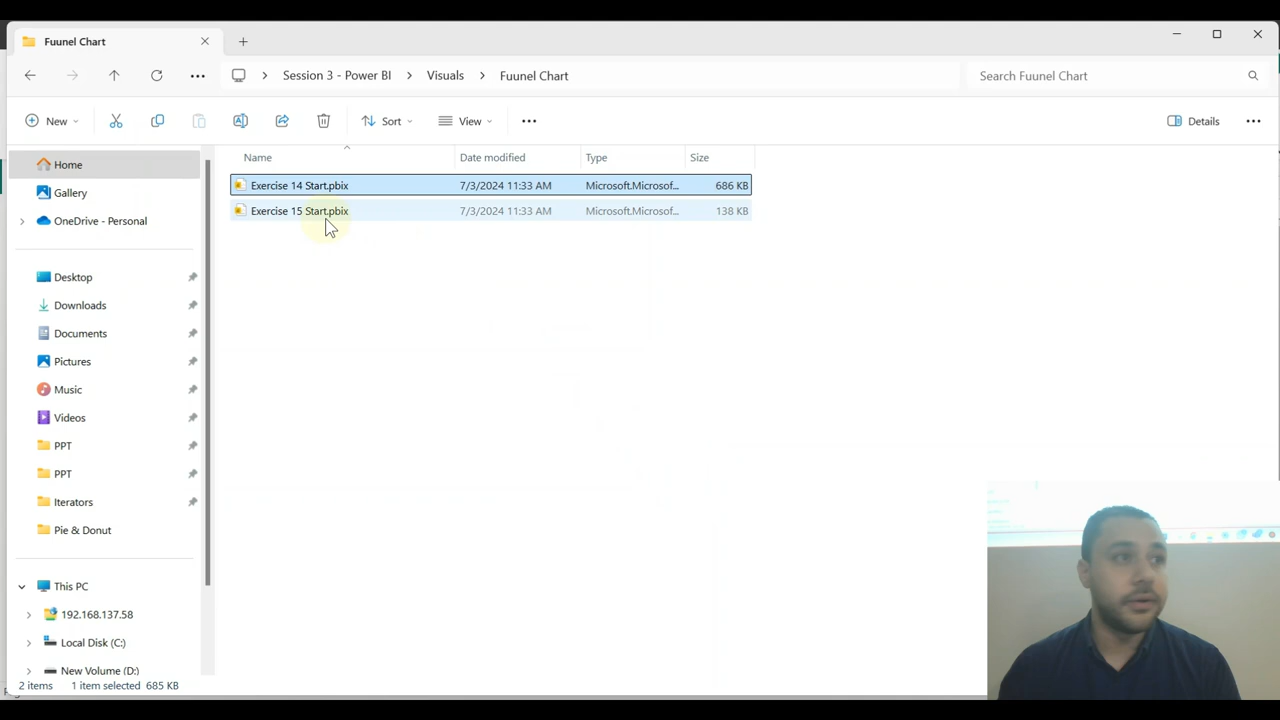 Fuunel Chart
Session 3 - Power BI
Visuals
Fuunel Chart
Search Fuunel Chart
New
Sort
View
Details
Name
Date modified
Type
Size
Exercise 14 Start.pbix
7/3/2024 11:33 AM
Microsoft.Microsof...
686 KB
Exercise 15 Start.pbix
7/3/2024 11:33 AM
Microsoft.Microsof...
138 KB
Home
Gallery
OneDrive - Personal
Desktop
Downloads
Documents
Pictures
Music
Videos
PPT
PPT
Iterators
Pie & Donut
This PC
192.168.137.58
Local Disk (C:)
New Volume (D:)
2 items
1 item selected 685 KB